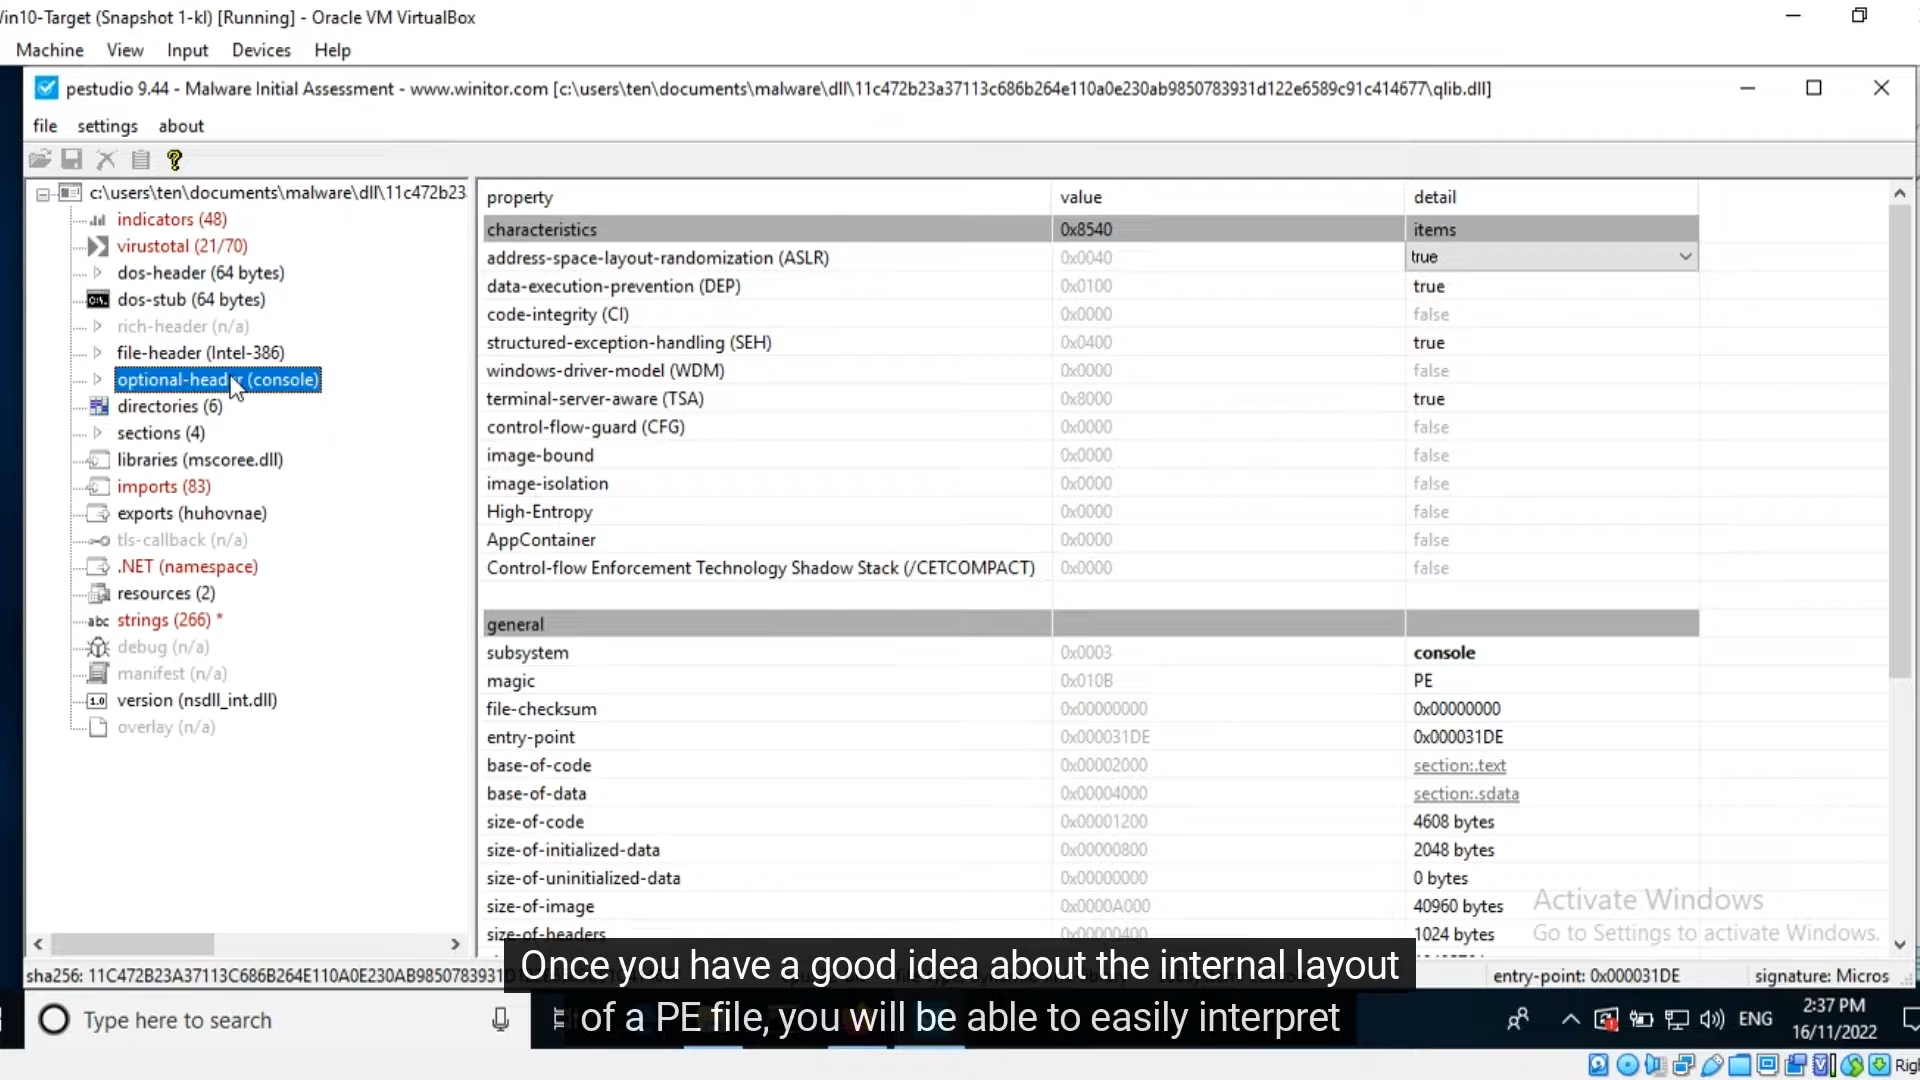 Win10-Target (Snapshot 1-kl) [Running] - Oracle VM VirtualBox
Machine View Input Devices Help
pestudio 9.44 - Malware Initial Assessment - www.winitor.com [c:\users\ten\documents\malware\dll\11c472b23a37113c686b264e110a0e230ab9850783931d122e6589c91c414677\qlib.dll]
file settings about
c:\users\ten\documents\malware\dll\11c472b23
indicators (48)
virustotal (21/70)
dos-header (64 bytes)
dos-stub (64 bytes)
rich-header (n/a)
file-header (Intel-386)
optional-header (console)
directories (6)
sections (4)
libraries (mscoree.dll)
imports (83)
exports (huhovnae)
tls-callback (n/a)
.NET (namespace)
resources (2)
abc strings (266) *
debug (n/a)
manifest (n/a)
1.0 version (nsdll_int.dll)
overlay (n/a)
property value detail
characteristics 0x8540 items
address-space-layout-randomization (ASLR) 0x0040 true
data-execution-prevention (DEP) 0x0100 true
code-integrity (CI) 0x0000 false
structured-exception-handling (SEH) 0x0400 true
windows-driver-model (WDM) 0x0000 false
terminal-server-aware (TSA) 0x8000 true
control-flow-guard (CFG) 0x0000 false
image-bound 0x0000 false
image-isolation 0x0000 false
High-Entropy 0x0000 false
AppContainer 0x0000 false
Control-flow Enforcement Technology Shadow Stack (/CETCOMPACT) 0x0000 false
general
subsystem 0x0003 console
magic 0x010B PE
file-checksum 0x00000000 0x00000000
entry-point 0x000031DE 0x000031DE
base-of-code 0x00002000 section:.text
base-of-data 0x00004000 section:.sdata
size-of-code 0x00001200 4608 bytes
size-of-initialized-data 0x00000800 2048 bytes
size-of-uninitialized-data 0x00000000 0 bytes
size-of-image 0x0000A000 40960 bytes
size-of-headers 0x00000400 1024 bytes
Activate Windows
Go to Settings to activate Windows.
sha256: 11C472B23A37113C686B264E110A0E230AB9850783931 entry-point: 0x000031DE signature: Micros
Once you have a good idea about the internal layout
of a PE file, you will be able to easily interpret
Type here to search
ENG
2:37 PM
16/11/2022
Righ